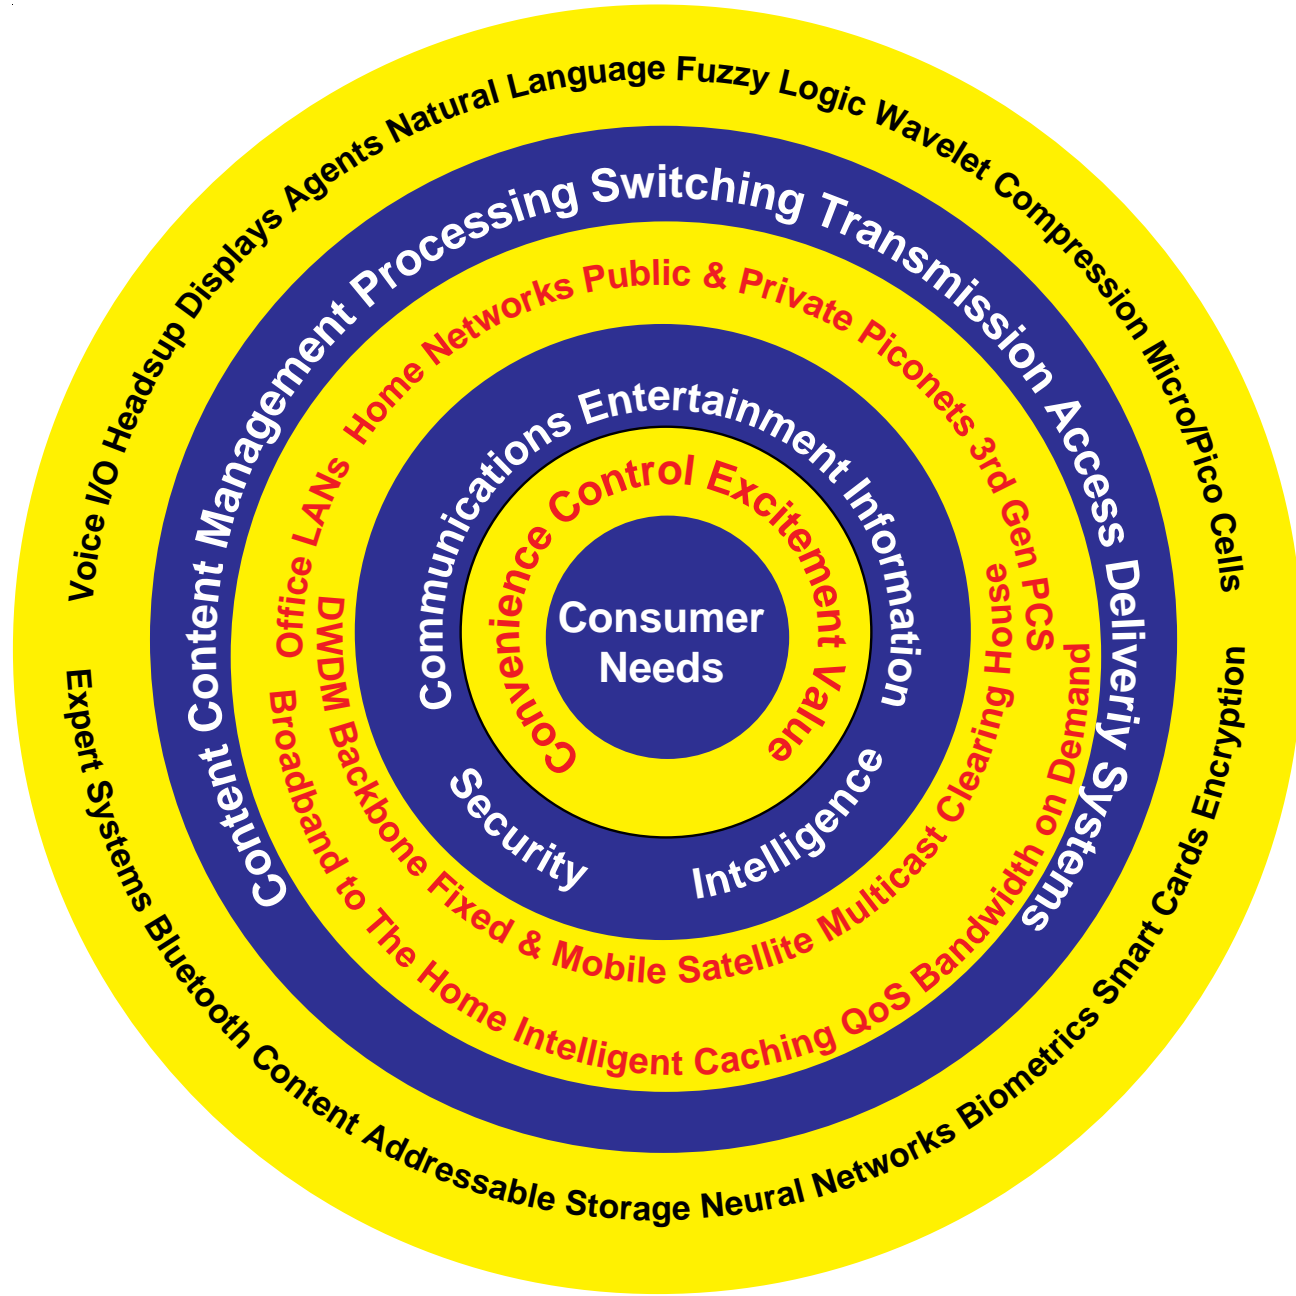 Voice I/O Headsup Displays Agents Natural Language Fuzzy Logic Wavelet Compression Micro/Pico Cells
Expert Systems Bluetooth Content Addressable Storage Neural Networks Biometrics Smart Cards Encryption
Content Content Management Processing Switching Transmission Access Deliveriy Systems
Office LANs Home Networks Public & Private Piconets 3rd Gen PCS
DWDM Backbone Fixed & Mobile Satellite Multicast Clearing House
Broadband to The Home Intelligent Caching QoS Bandwidth on Demand
Communications Entertainment Information
Security Intelligence
Convenience Control Excitement Value
Consumer
Needs